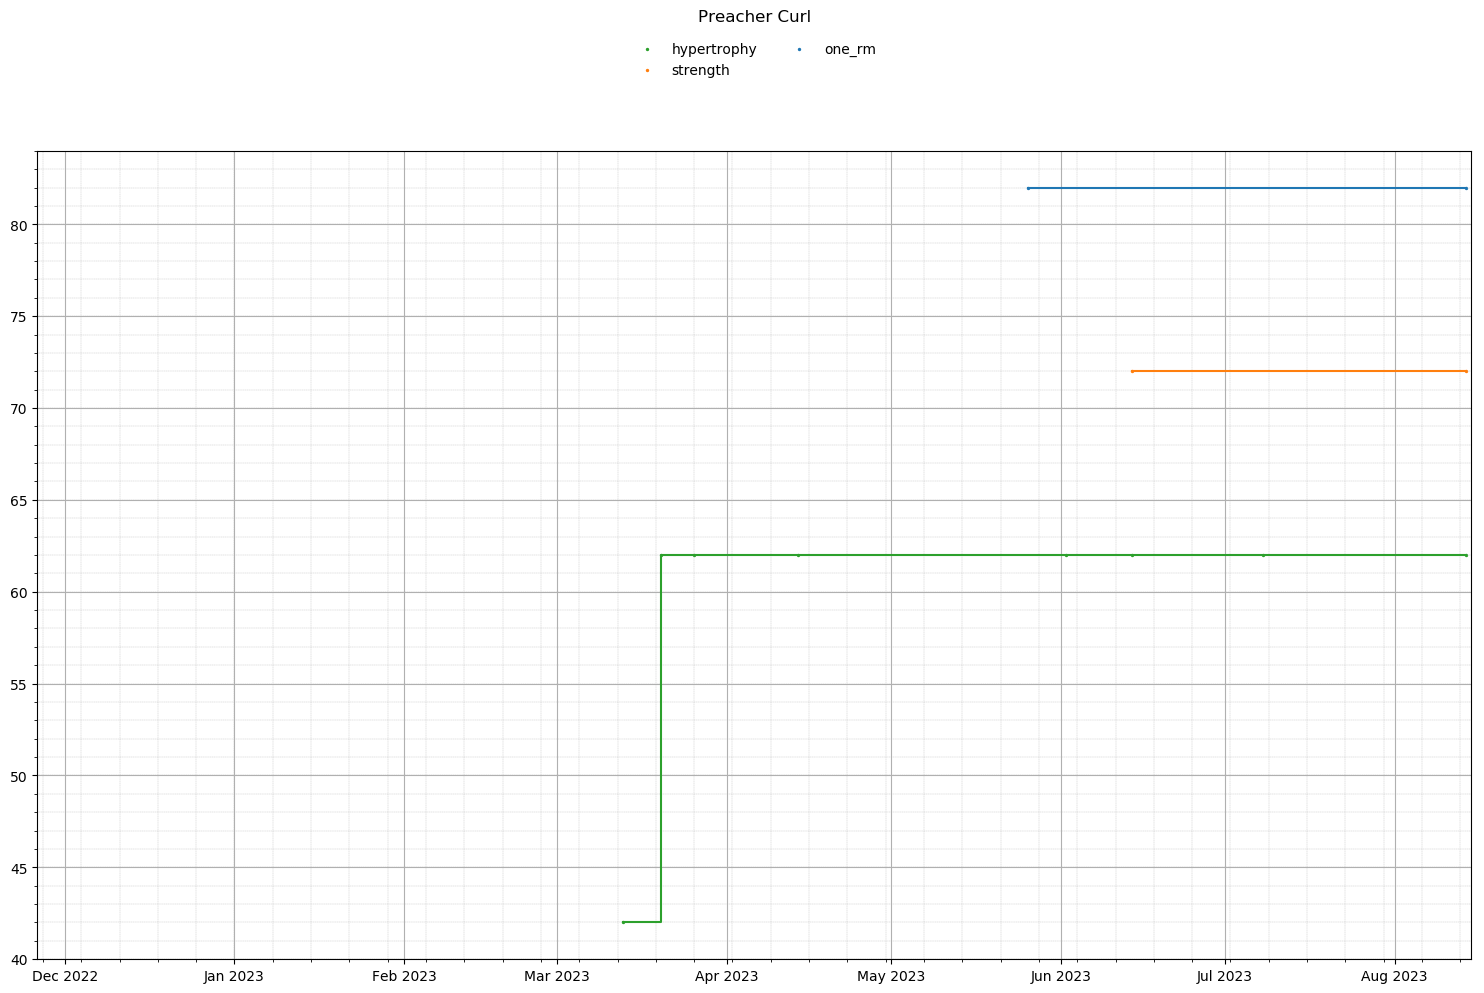 Preacher Curl
hypertrophy
strength
one_rm
80
75
70
65
60
55
50
45
40
Dec 2022
Jan 2023
Feb 2023
Mar 2023
Apr 2023
May 2023
Jun 2023
Jul 2023
Aug 2023